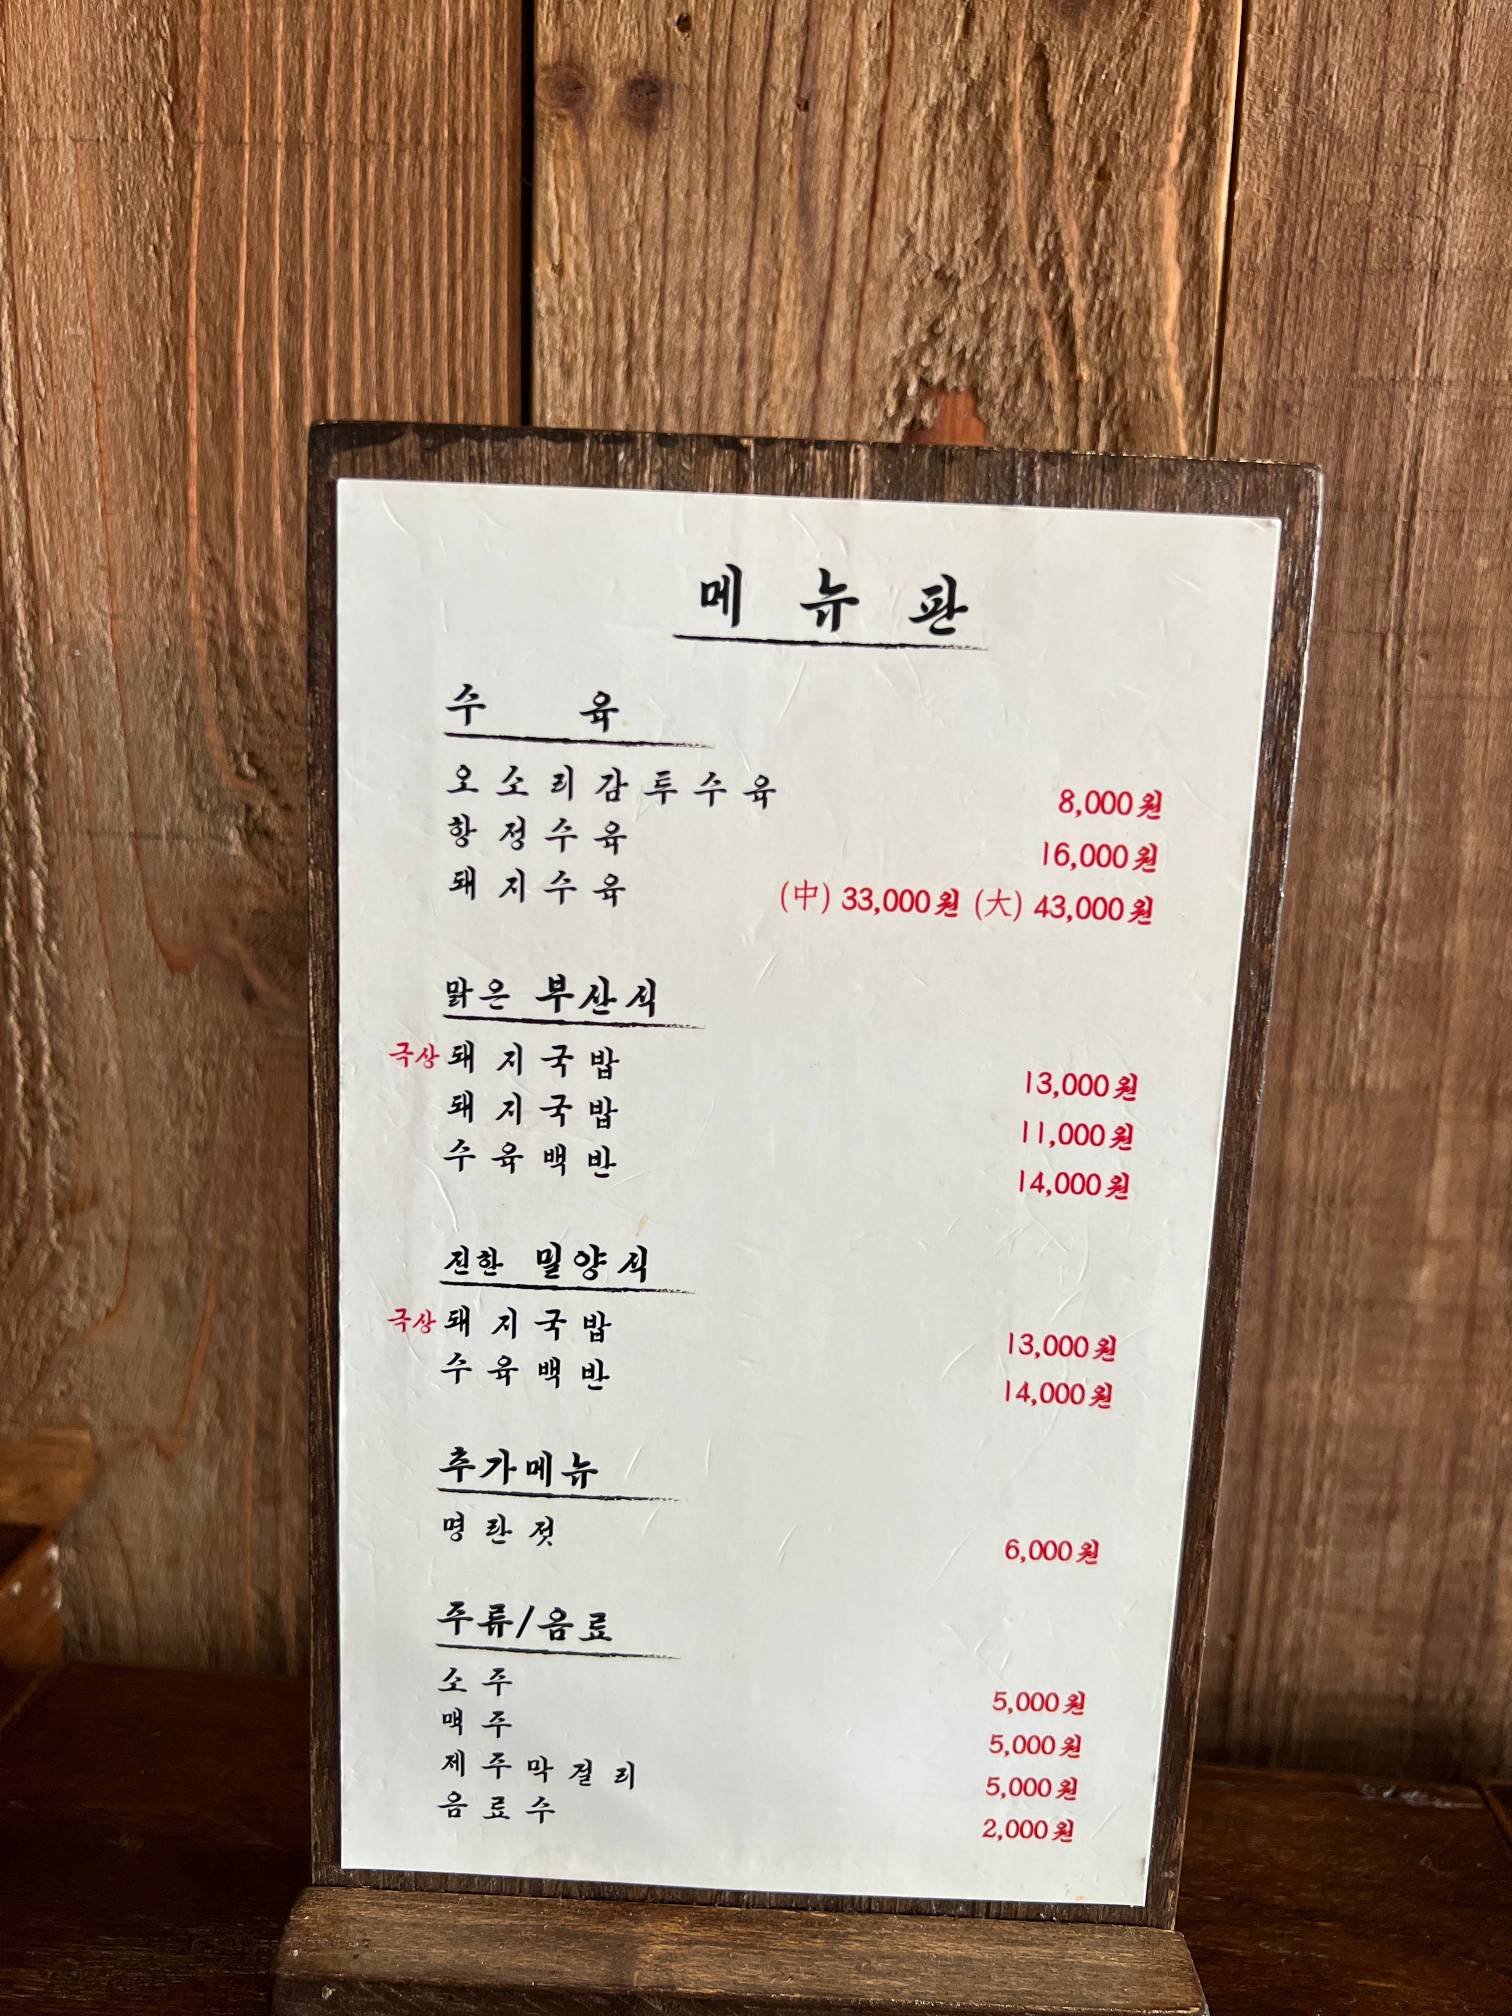 메뉴판
수육
오소리감투수육 8,000원
항정수육 16,000원
돼지수육 (中) 33,000원 (大) 43,000원
맑은 부산식
극상 돼지국밥 13,000원
돼지국밥 11,000원
수육백반 14,000원
진한 밀양식
극상 돼지국밥 13,000원
수육백반 14,000원
추가메뉴
명란젓 6,000원
주류/음료
소주 5,000원
맥주 5,000원
제주막걸리 5,000원
음료수 2,000원